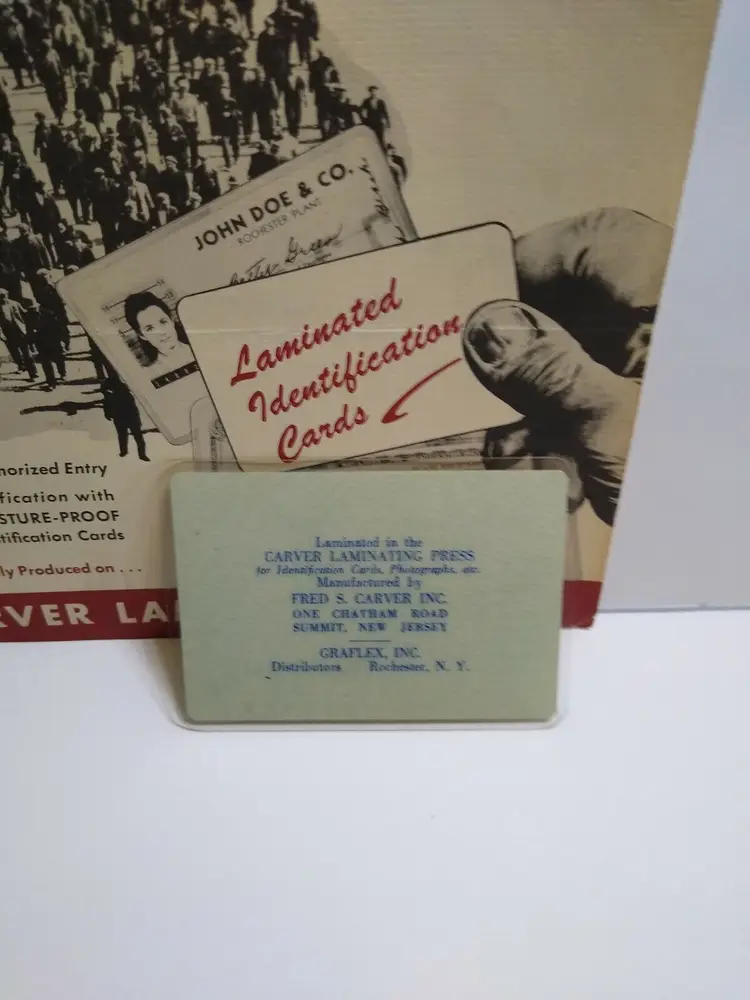 JOHN DOE & CO.
ROCHESTER PLANT
Green
Laminated
Identification
Cards
horized Entry
fication with
STURE-PROOF
tification Cards
ly Produced on . . .
RVER LA
Laminated in the
CARVER LAMINATING PRESS
for Identification Cards, Photographs, etc.
Manufactured by
FRED S. CARVER INC.
ONE CHATHAM ROAD
SUMMIT, NEW JERSEY
GRAFLEX, INC.
Distributors Rochester, N. Y.